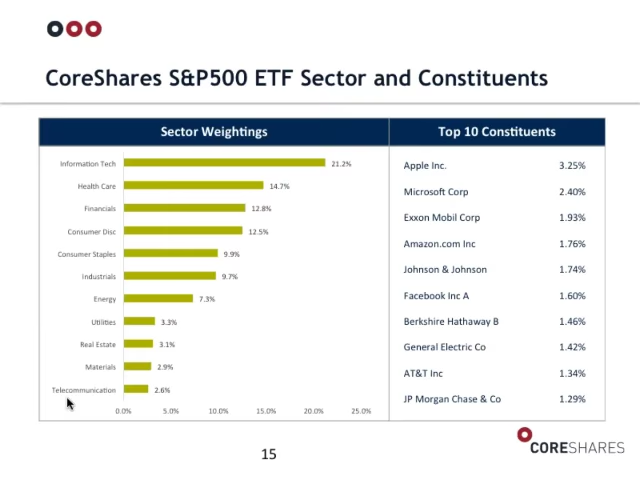 CoreShares S&P500 ETF Sector and Constituents
Sector Weightings
Information Tech 21.2%
Health Care 14.7%
Financials 12.8%
Consumer Disc 12.5%
Consumer Staples 9.9%
Industrials 9.7%
Energy 7.3%
Utilities 3.3%
Real Estate 3.1%
Materials 2.9%
Telecommunication 2.6%
0.0% 5.0% 10.0% 15.0% 20.0% 25.0%
Top 10 Constituents
Apple Inc. 3.25%
Microsoft Corp 2.40%
Exxon Mobil Corp 1.93%
Amazon.com Inc 1.76%
Johnson & Johnson 1.74%
Facebook Inc A 1.60%
Berkshire Hathaway B 1.46%
General Electric Co 1.42%
AT&T Inc 1.34%
JP Morgan Chase & Co 1.29%
15
CORESHARES